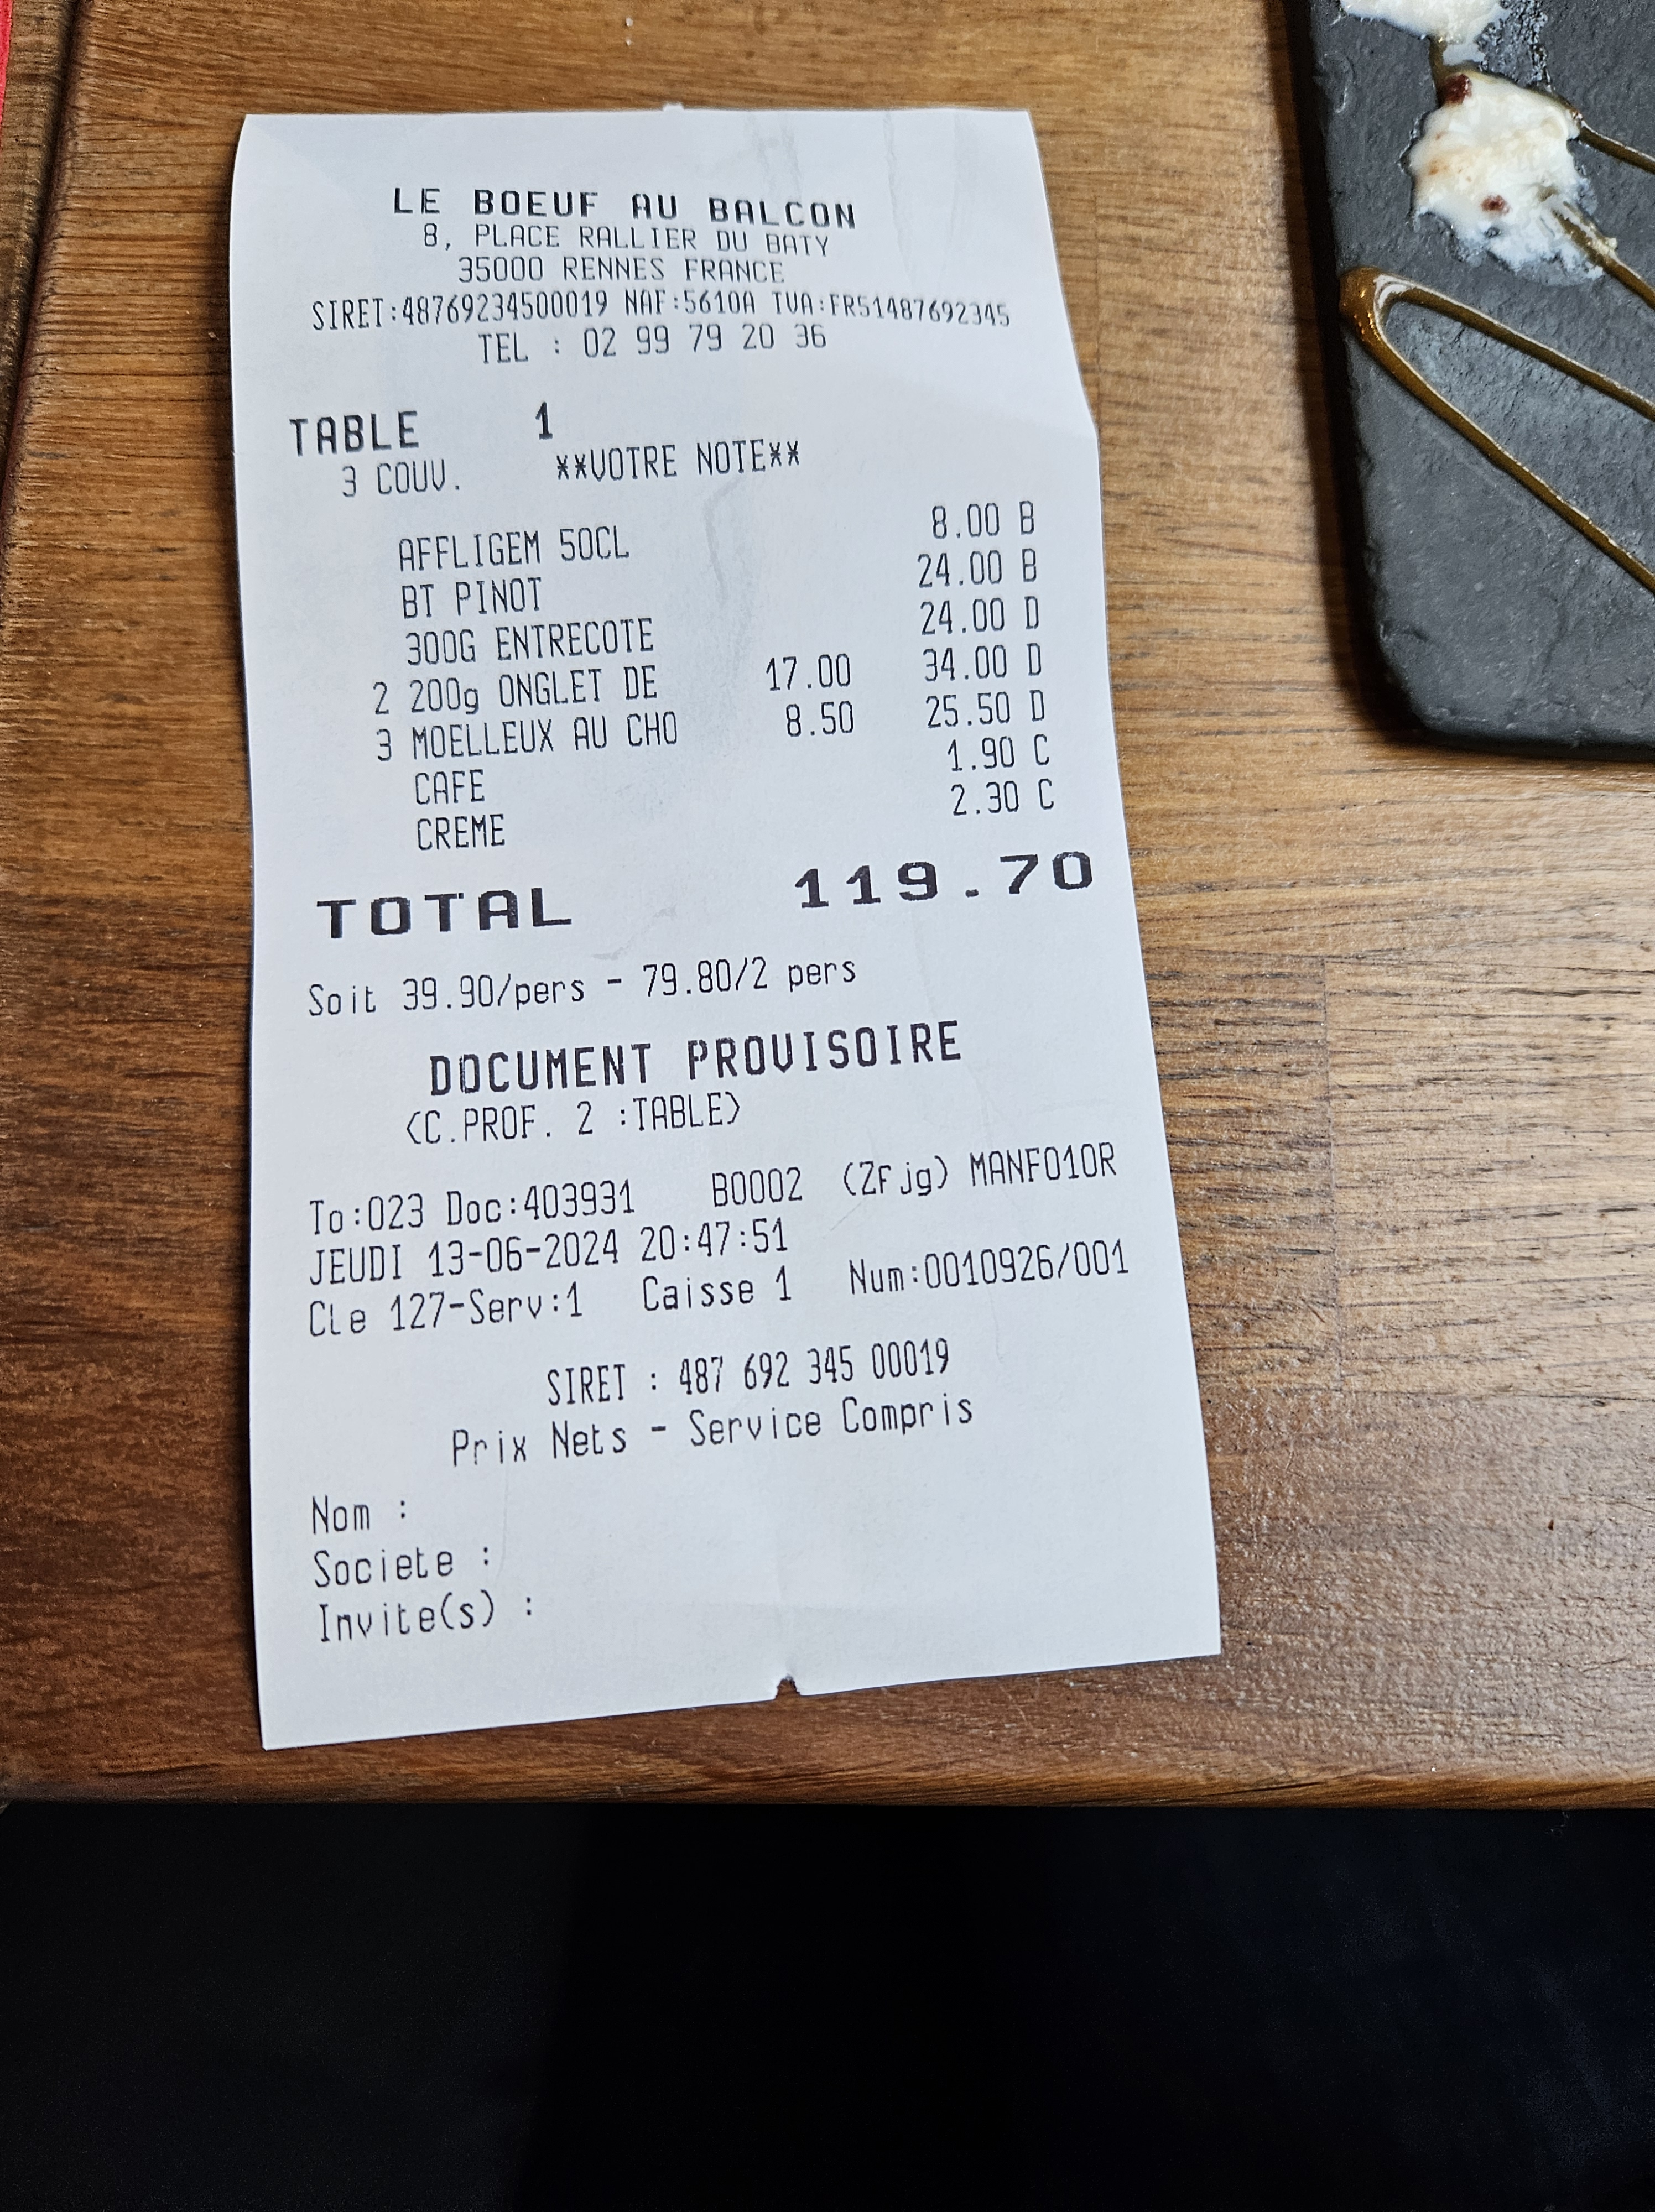 LE BOEUF AU BALCON
8, PLACE RALLIER DU BATY
35000 RENNES FRANCE
SIRET:48769234500019 NAF:5610A TVA:FR51487692345
TEL : 02 99 79 20 36
TABLE 1
3 COUV. **VOTRE NOTE**
AFFLIGEM 50CL 8.00 B
BT PINOT 24.00 B
300G ENTRECOTE 24.00 D
2 200g ONGLET DE 17.00 34.00 D
3 MOELLEUX AU CHO 8.50 25.50 D
CAFE 1.90 C
CREME 2.30 C
TOTAL 119.70
Soit 39.90/pers - 79.80/2 pers
DOCUMENT PROVISOIRE
<C.PROF. 2 :TABLE>
To:023 Doc:403931 B0002 (ZFjg) MANF010R
JEUDI 13-06-2024 20:47:51
Cle 127-Serv:1 Caisse 1 Num:0010926/001
SIRET : 487 692 345 00019
Prix Nets - Service Compris
Nom :
Societe :
Invite(s) :